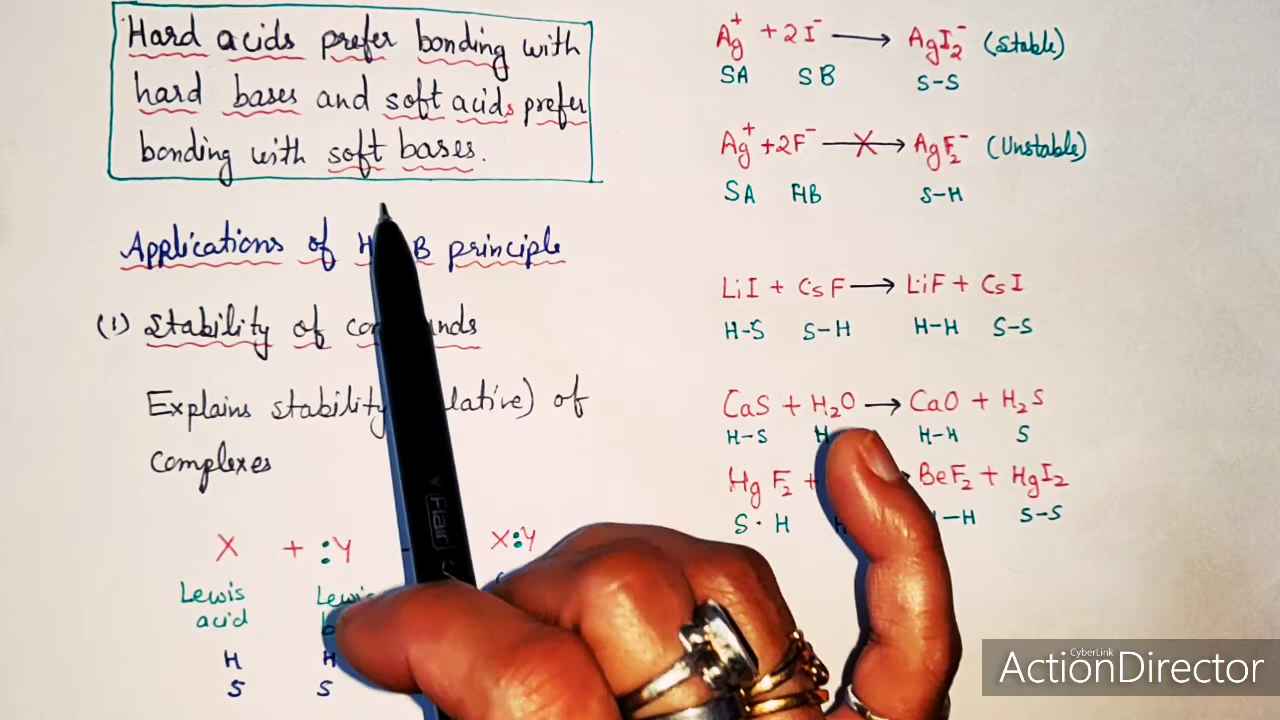 Hard acids prefer bonding with
hard bases and soft acids prefer
bonding with soft bases.
Applications of H B principle
(1) Stability of
Explains stability of
complexes
X + :Y X:Y
Lewis
acid
H H
S S
Ag⁺ + 2I⁻ → AgI₂⁻ (Stable)
SA SB S-S
Ag⁺ + 2F⁻ —X→ AgF₂⁻ (Unstable)
SA HB S-H
LiI + CsF → LiF + CsI
H-S S-H H-H S-S
CaS + H₂O → CaO + H₂S
H-S H H-H S
HgF₂ + BeF₂ + HgI₂
S·H -H S-S
Flair
CyberLink
ActionDirector